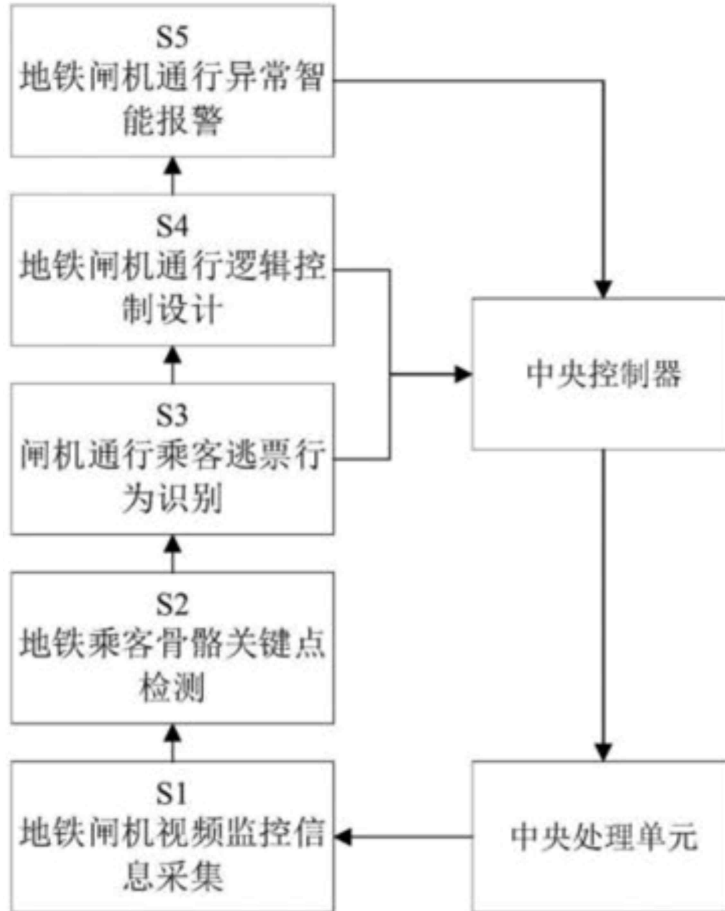 S5
地铁闸机通行异常智
能报警
S4
地铁闸机通行逻辑控
制设计
中央控制器
S3
闸机通行乘客逃票行
为识别
S2
地铁乘客骨骼关键点
检测
S1
地铁闸机视频监控信
息采集
中央处理单元